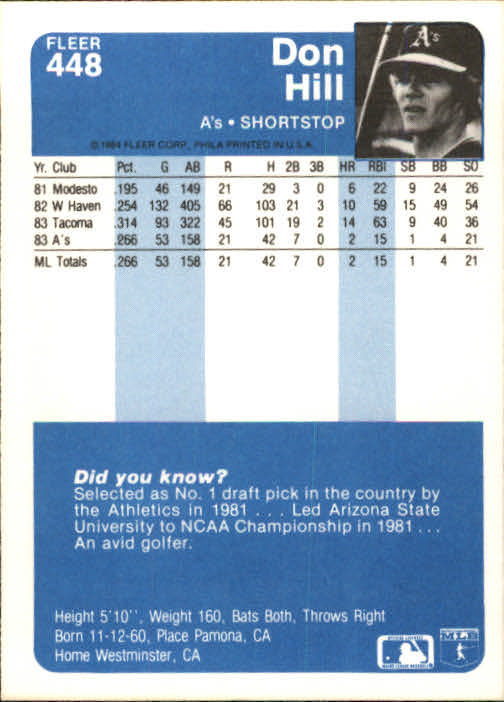 FLEER
448
Don
Hill
A's • SHORTSTOP
A's
© 1984 FLEER CORP., PHILA PRINTED IN U.S.A.
Yr. Club Pct. G AB R H 2B 3B HR RBI SB BB SO
81 Modesto .195 46 149 21 29 3 0 6 22 9 24 26
82 W Haven .254 132 405 66 103 21 3 10 59 15 49 54
83 Tacoma .314 93 322 45 101 19 2 14 63 9 40 36
83 A's .266 53 158 21 42 7 0 2 15 1 4 21
ML Totals .266 53 158 21 42 7 0 2 15 1 4 21
Did you know?
Selected as No. 1 draft pick in the country by
the Athletics in 1981 . . . Led Arizona State
University to NCAA Championship in 1981 . . .
An avid golfer.
Height 5'10'', Weight 160, Bats Both, Throws Right
Born 11-12-60, Place Pamona, CA
Home Westminster, CA